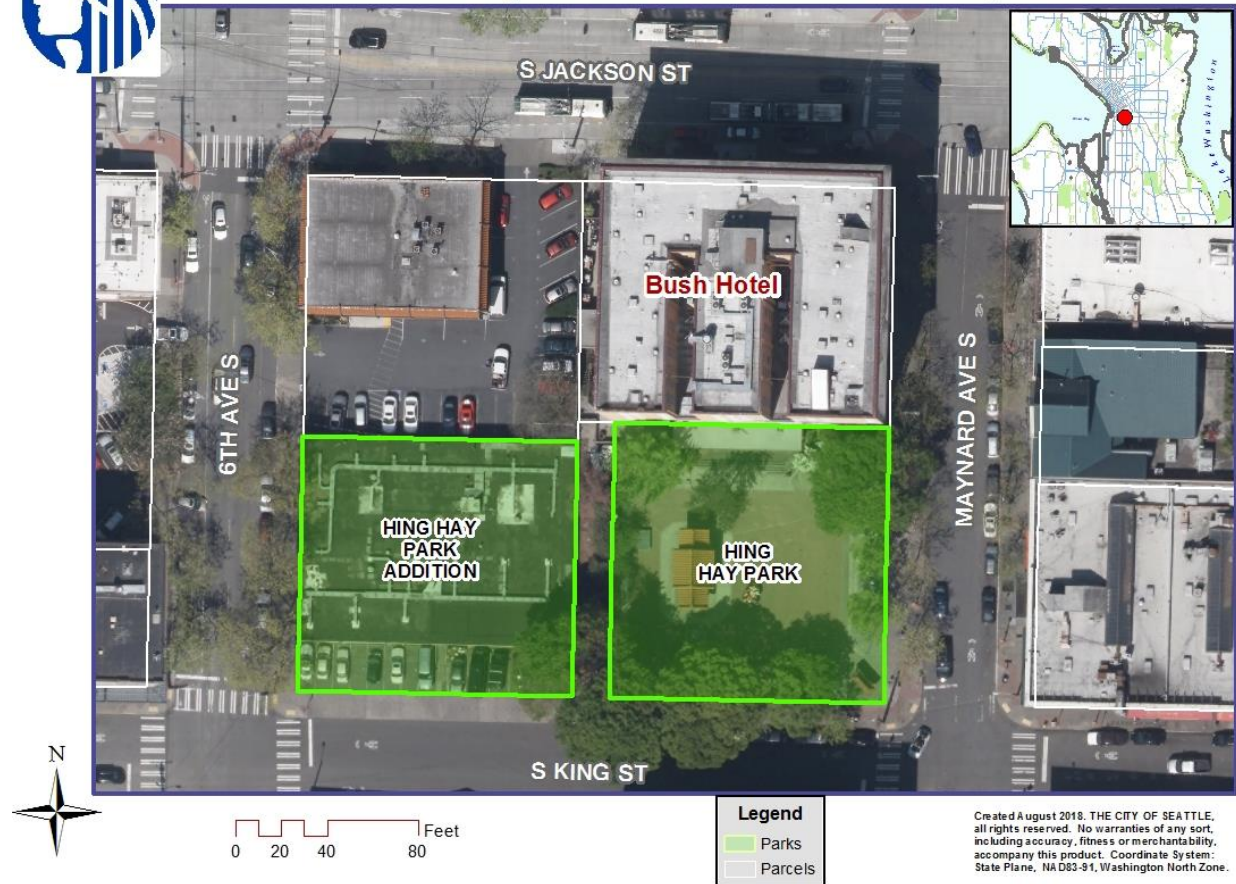 S JACKSON ST
Lake Washington
Bush Hotel
6TH AVE S
MAYNARD AVE S
HING HAY
PARK
ADDITION
HING
HAY PARK
S KING ST
N
Feet
0 20 40 80
Legend
Parks
Parcels
Created August 2018. THE CITY OF SEATTLE,
all rights reserved. No warranties of any sort,
including accuracy, fitness or merchantability,
accompany this product. Coordinate System:
State Plane, NAD83-91, Washington North Zone.